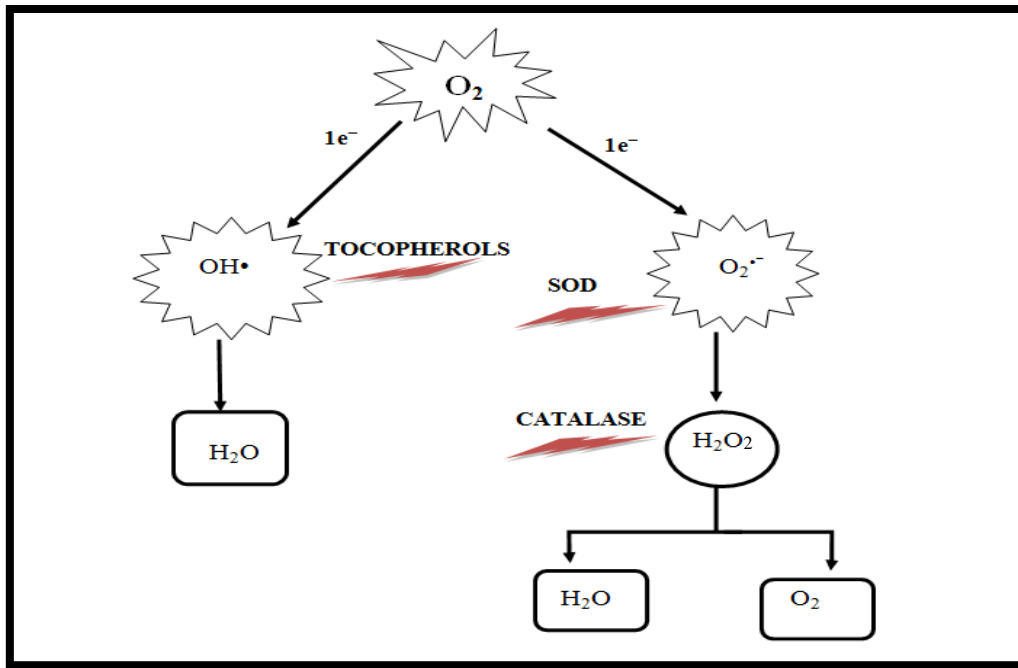 O₂
1e⁻
1e⁻
OH•
TOCOPHEROLS
O₂•⁻
SOD
H₂O
CATALASE
H₂O₂
H₂O
O₂